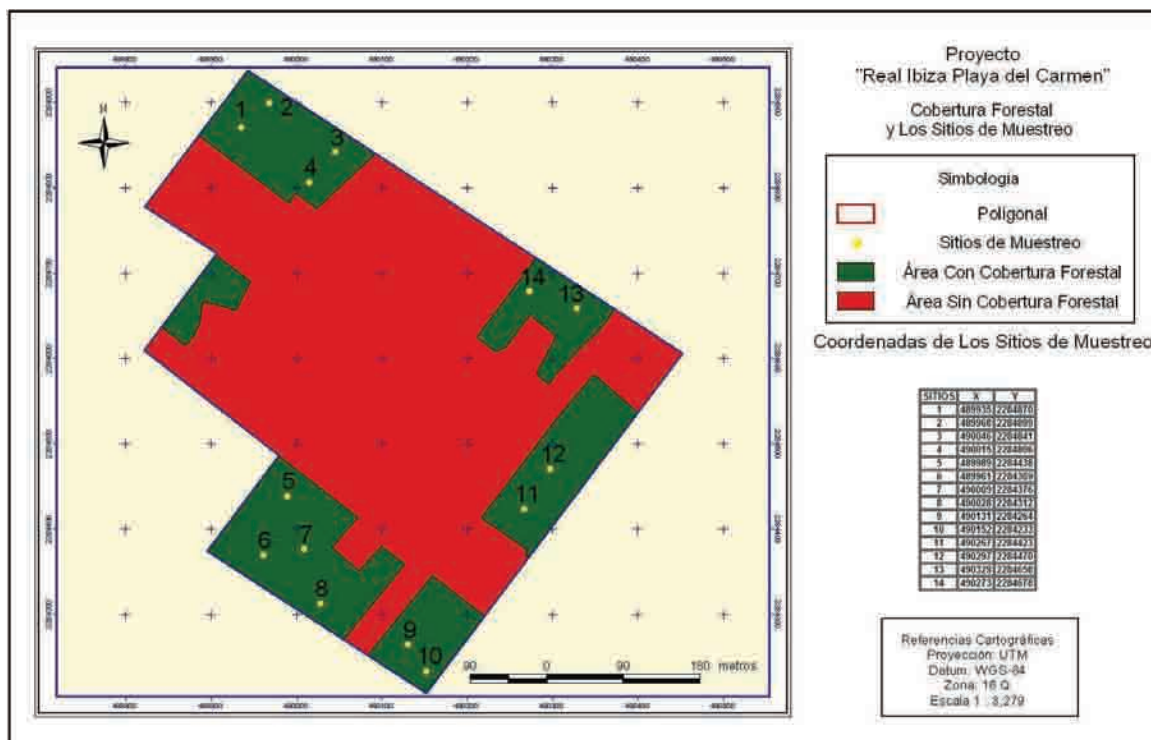 Proyecto
"Real Ibiza Playa del Carmen"
Cobertura Forestal
y Los Sitios de Muestreo
Simbología
Poligonal
Sitios de Muestreo
Área Con Cobertura Forestal
Área Sin Cobertura Forestal
Coordenadas de Los Sitios de Muestreo
SITIOS X Y
1 489935 2284870
2 489968 2284899
3 490046 2284841
4 490015 2284806
5 489989 2284438
6 489961 2284369
7 490009 2284376
8 490028 2284312
9 490131 2284264
10 490152 2284233
11 490267 2284423
12 490297 2284470
13 490328 2284658
14 490273 2284678
Referencias Cartográficas
Proyección: UTM
Datum: WGS-84
Zona: 16 Q
Escala 1 : 3,279
N
1
2
3
4
14
13
12
11
5
6
7
8
9
10
90 0 90 180 metros